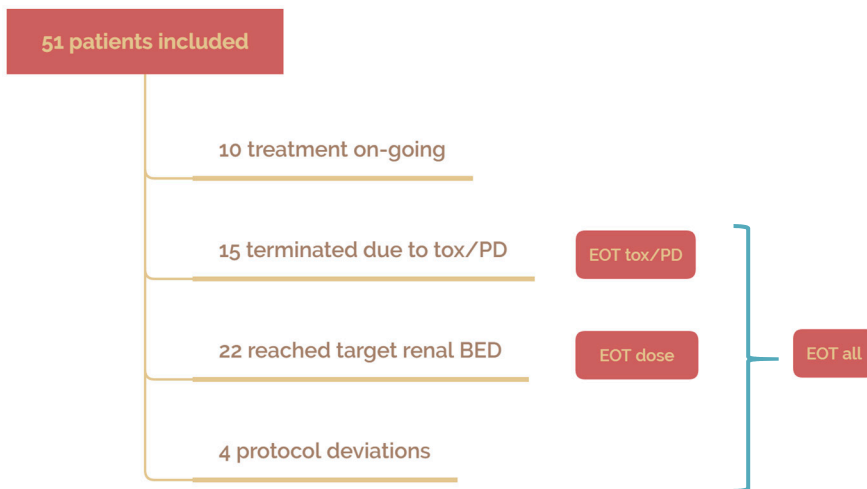 51 patients included
10 treatment on-going
15 terminated due to tox/PD
EOT tox/PD
22 reached target renal BED
EOT dose
EOT all
4 protocol deviations